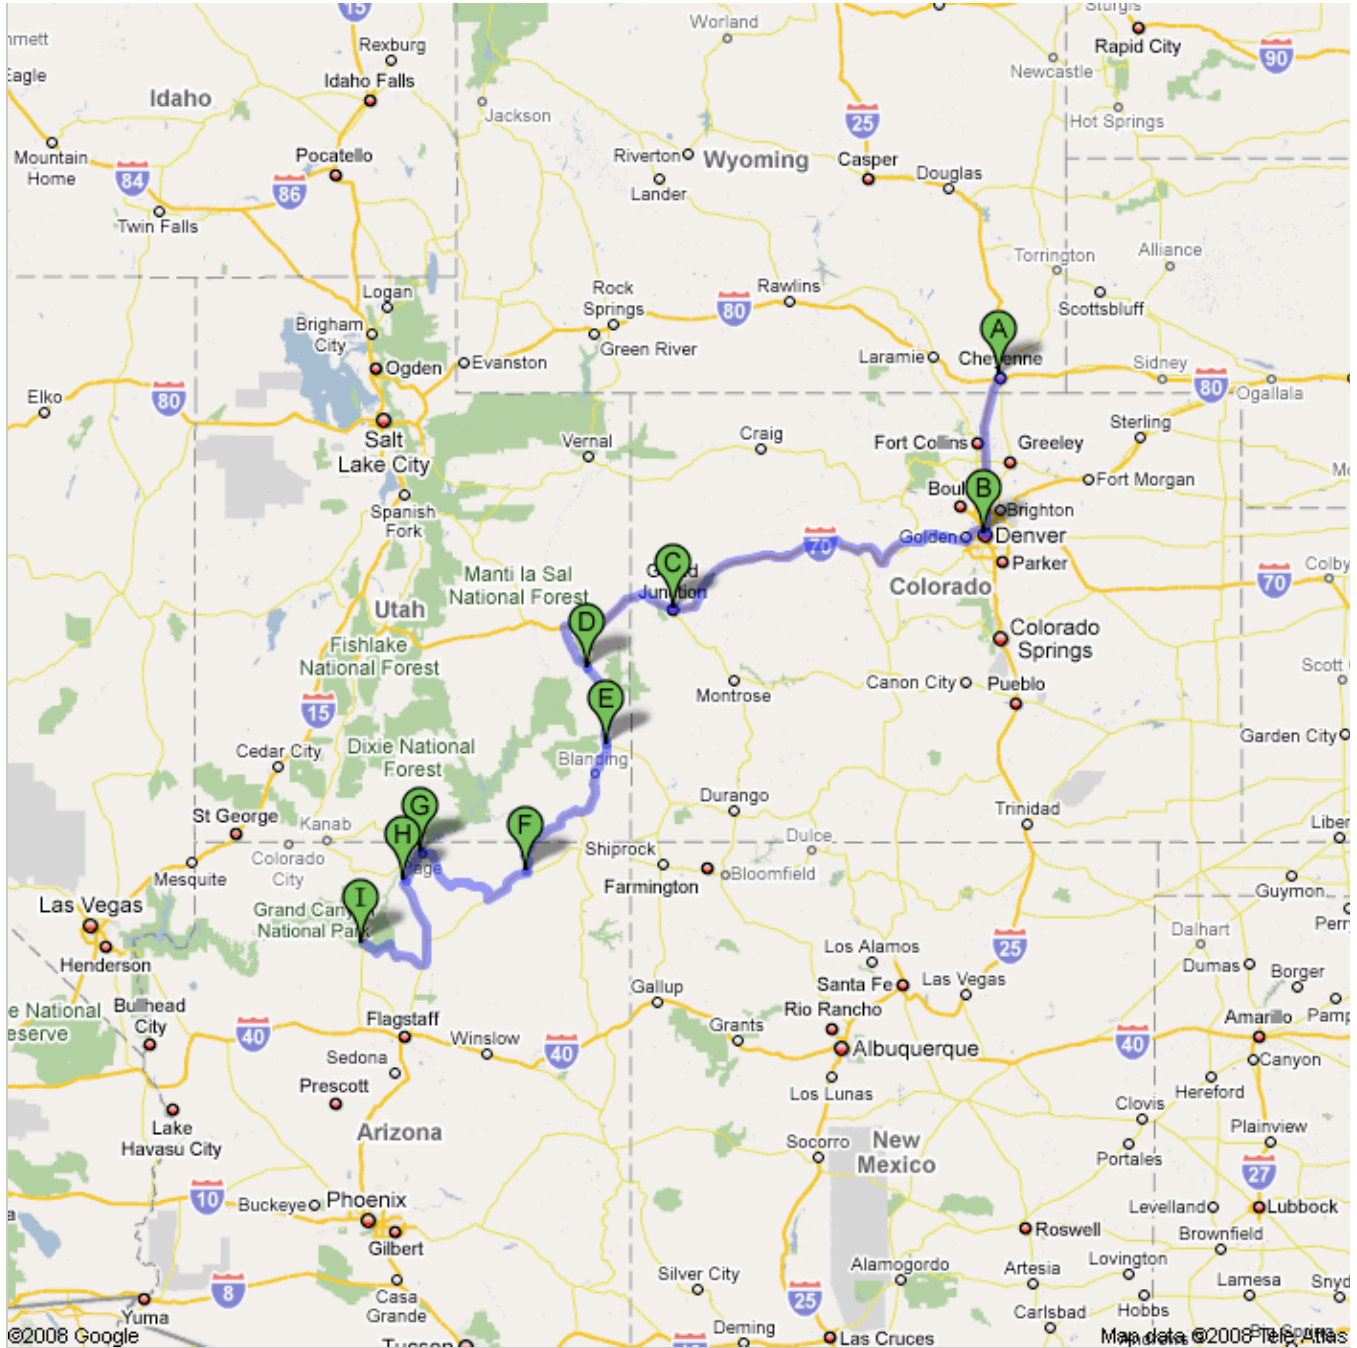 15
Worland
Sturgis
Rapid City
90
Rexburg
Idaho Falls
Idaho
Newcastle
Jackson
25
Hot Springs
Mountain
Home
84
Pocatello
86
Riverton
Wyoming
Casper
Lander
Douglas
Twin Falls
Torrington
Alliance
Logan
Rock
Springs
80
Rawlins
Scottsbluff
Brigham
City
Green River
A
Laramie
Cheyenne
Sidney
80
Ogallala
Ogden
Evanston
Elko
80
Salt
Lake City
Vernal
Craig
Fort Collins
Greeley
Sterling
Fort Morgan
Spanish
Fork
B
Brighton
Golden
Denver
70
Parker
C
Grand
Junction
Colorado
70
Colby
Manti la Sal
National Forest
Utah
D
Fishlake
National Forest
Colorado
Springs
Scott
Montrose
Canon City
Pueblo
E
15
Cedar City
Dixie National
Forest
Blanding
Garden City
Durango
Trinidad
St George
Kanab
G
H
F
Dulce
Shiprock
Colorado
City
Page
Mesquite
Farmington
Bloomfield
Guymon
Las Vegas
I
Grand Canyon
National Park
Henderson
Los Alamos
25
Dalhart
Santa Fe
Las Vegas
Dumas
Borger
Gallup
Bullhead
City
Rio Rancho
Flagstaff
40
Winslow
40
Grants
Albuquerque
40
Amarillo
Canyon
Sedona
Prescott
Los Lunas
Hereford
Lake
Havasu City
Arizona
Clovis
Plainview
Socorro
New
Mexico
Portales
27
10
Buckeye
Phoenix
Levelland
Lubbock
Gilbert
Roswell
Brownfield
Silver City
Alamogordo
Artesia
Lovington
Lamesa
8
Casa
Grande
25
Hobbs
Yuma
Carlsbad
Deming
Las Cruces
©2008 Google
Map data ©2008 Tele Atlas